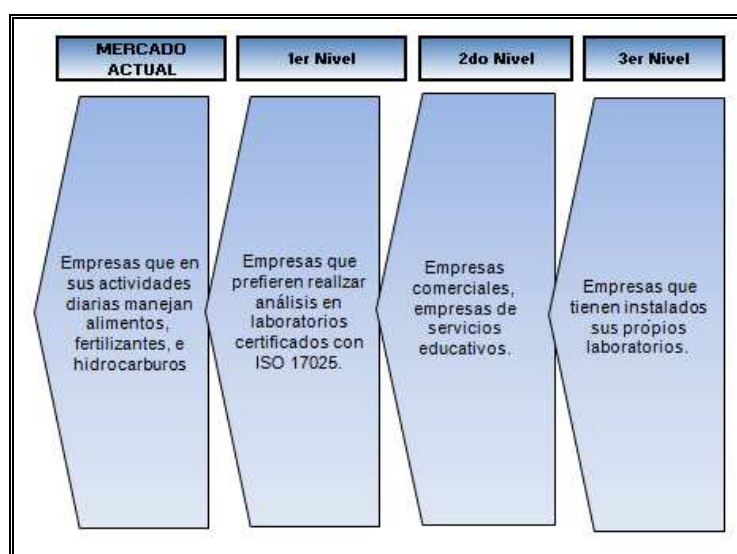 MERCADO
ACTUAL
1er Nivel
2do Nivel
3er Nivel
Empresas que en
sus actividades
diarias manejan
alimentos,
fertilizantes, e
hidrocarburos
Empresas que
prefieren realizar
análisis en
laboratorios
certificados con
ISO 17025.
Empresas
comerciales,
empresas de
servicios
educativos.
Empresas que
tienen instalados
sus propios
laboratorios.